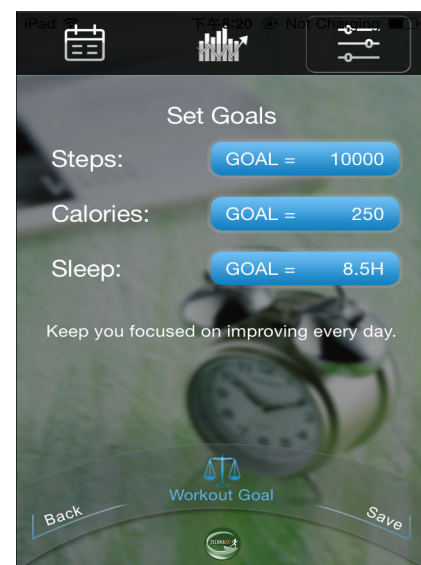 iPad 下午8:20 Not Charging
Set Goals
Steps: GOAL = 10000
Calories: GOAL = 250
Sleep: GOAL = 8.5H
Keep you focused on improving every day.
Workout Goal
Back Save